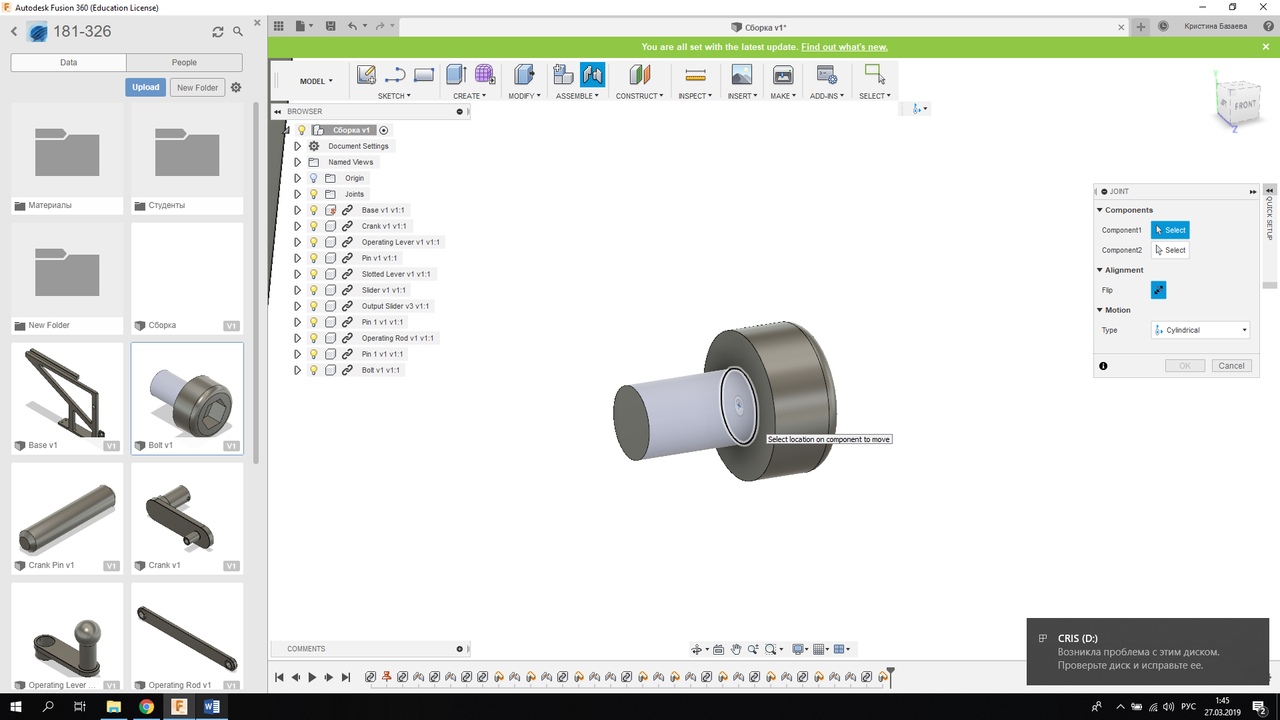 Autodesk Fusion 360 (Education License)
181-326
Data
People
Upload
New Folder
Материалы
Студенты
New Folder
Сборка
V1
Base v1
V1
Bolt v1
V1
Crank Pin v1
V1
Crank v1
V1
Operating Lever ...
V1
Operating Rod v1
V1
Сборка v1*
Кристина Базаева
You are all set with the latest update. Find out what's new.
MODEL
SKETCH
CREATE
MODIFY
ASSEMBLE
CONSTRUCT
INSPECT
INSERT
MAKE
ADD-INS
SELECT
BROWSER
Сборка v1
Document Settings
Named Views
Origin
Joints
Base v1 v1:1
Crank v1 v1:1
Operating Lever v1 v1:1
Pin v1 v1:1
Slotted Lever v1 v1:1
Slider v1 v1:1
Output Slider v3 v1:1
Pin 1 v1 v1:1
Operating Rod v1 v1:1
Pin 1 v1 v1:1
Bolt v1 v1:1
Select location on component to move
FRONT
Z
JOINT
Components
Component1
Select
Component2
Select
Alignment
Flip
Motion
Type
Cylindrical
OK
Cancel
QUICK SETUP
COMMENTS
CRIS (D:)
Возникла проблема с этим диском.
Проверьте диск и исправьте ее.
РУС
1:45
27.03.2019
2